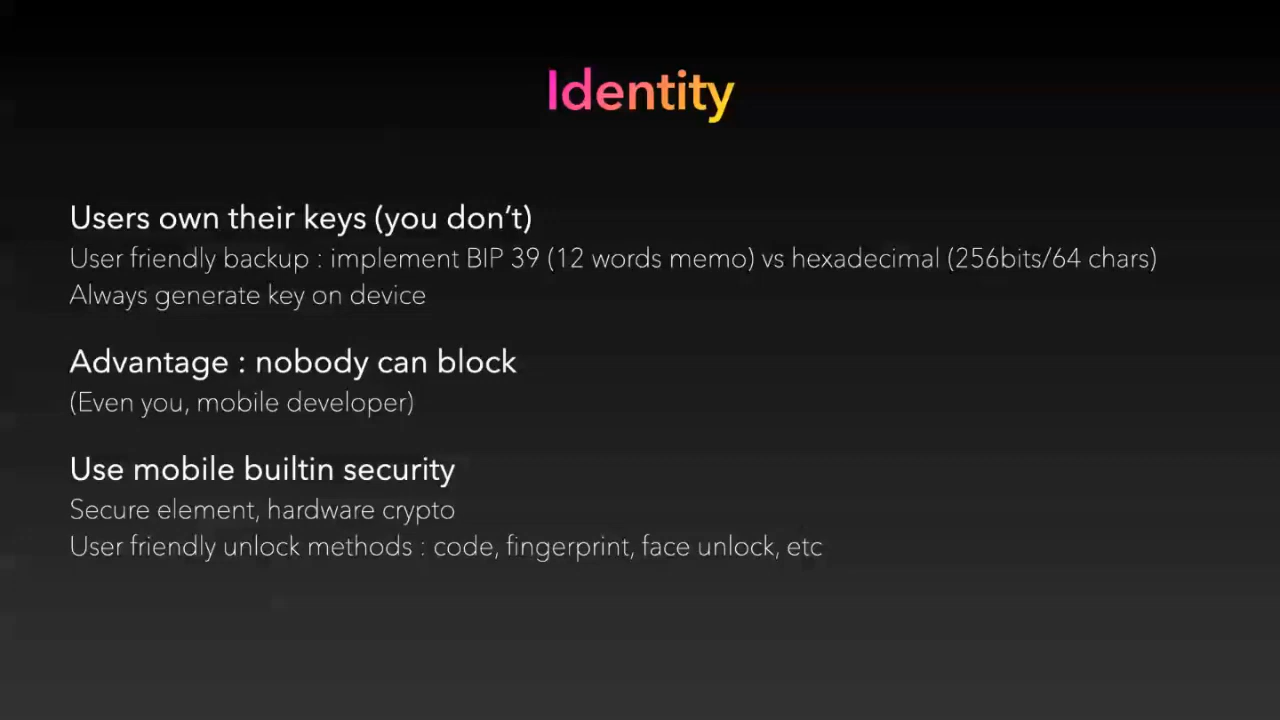 Identity
Users own their keys (you don’t)
User friendly backup : implement BIP 39 (12 words memo) vs hexadecimal (256bits/64 chars)
Always generate key on device
Advantage : nobody can block
(Even you, mobile developer)
Use mobile builtin security
Secure element, hardware crypto
User friendly unlock methods : code, fingerprint, face unlock, etc